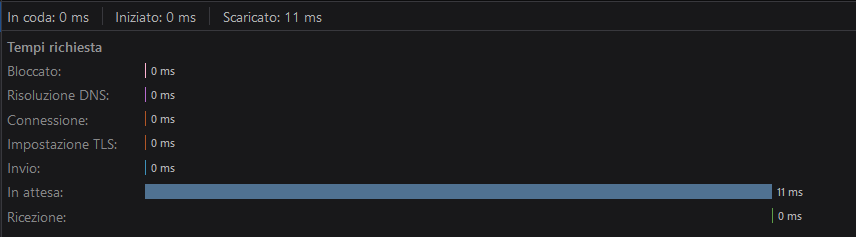 In coda: 0 ms Iniziato: 0 ms Scaricato: 11 ms
Tempi richiesta
Bloccato: 0 ms
Risoluzione DNS: 0 ms
Connessione: 0 ms
Impostazione TLS: 0 ms
Invio: 0 ms
In attesa: 11 ms
Ricezione: 0 ms